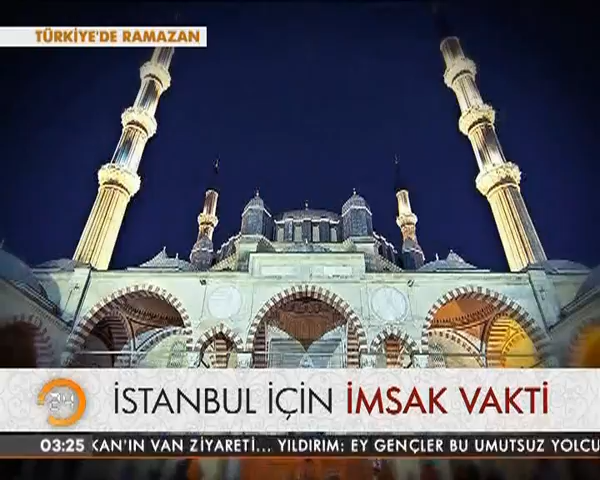 TÜRKİYE'DE RAMAZAN
24 İSTANBUL İÇİN İMSAK VAKTİ
03:25 KAN'IN VAN ZİYARETİ... YILDIRIM: EY GENÇLER BU UMUTSUZ YOLCU